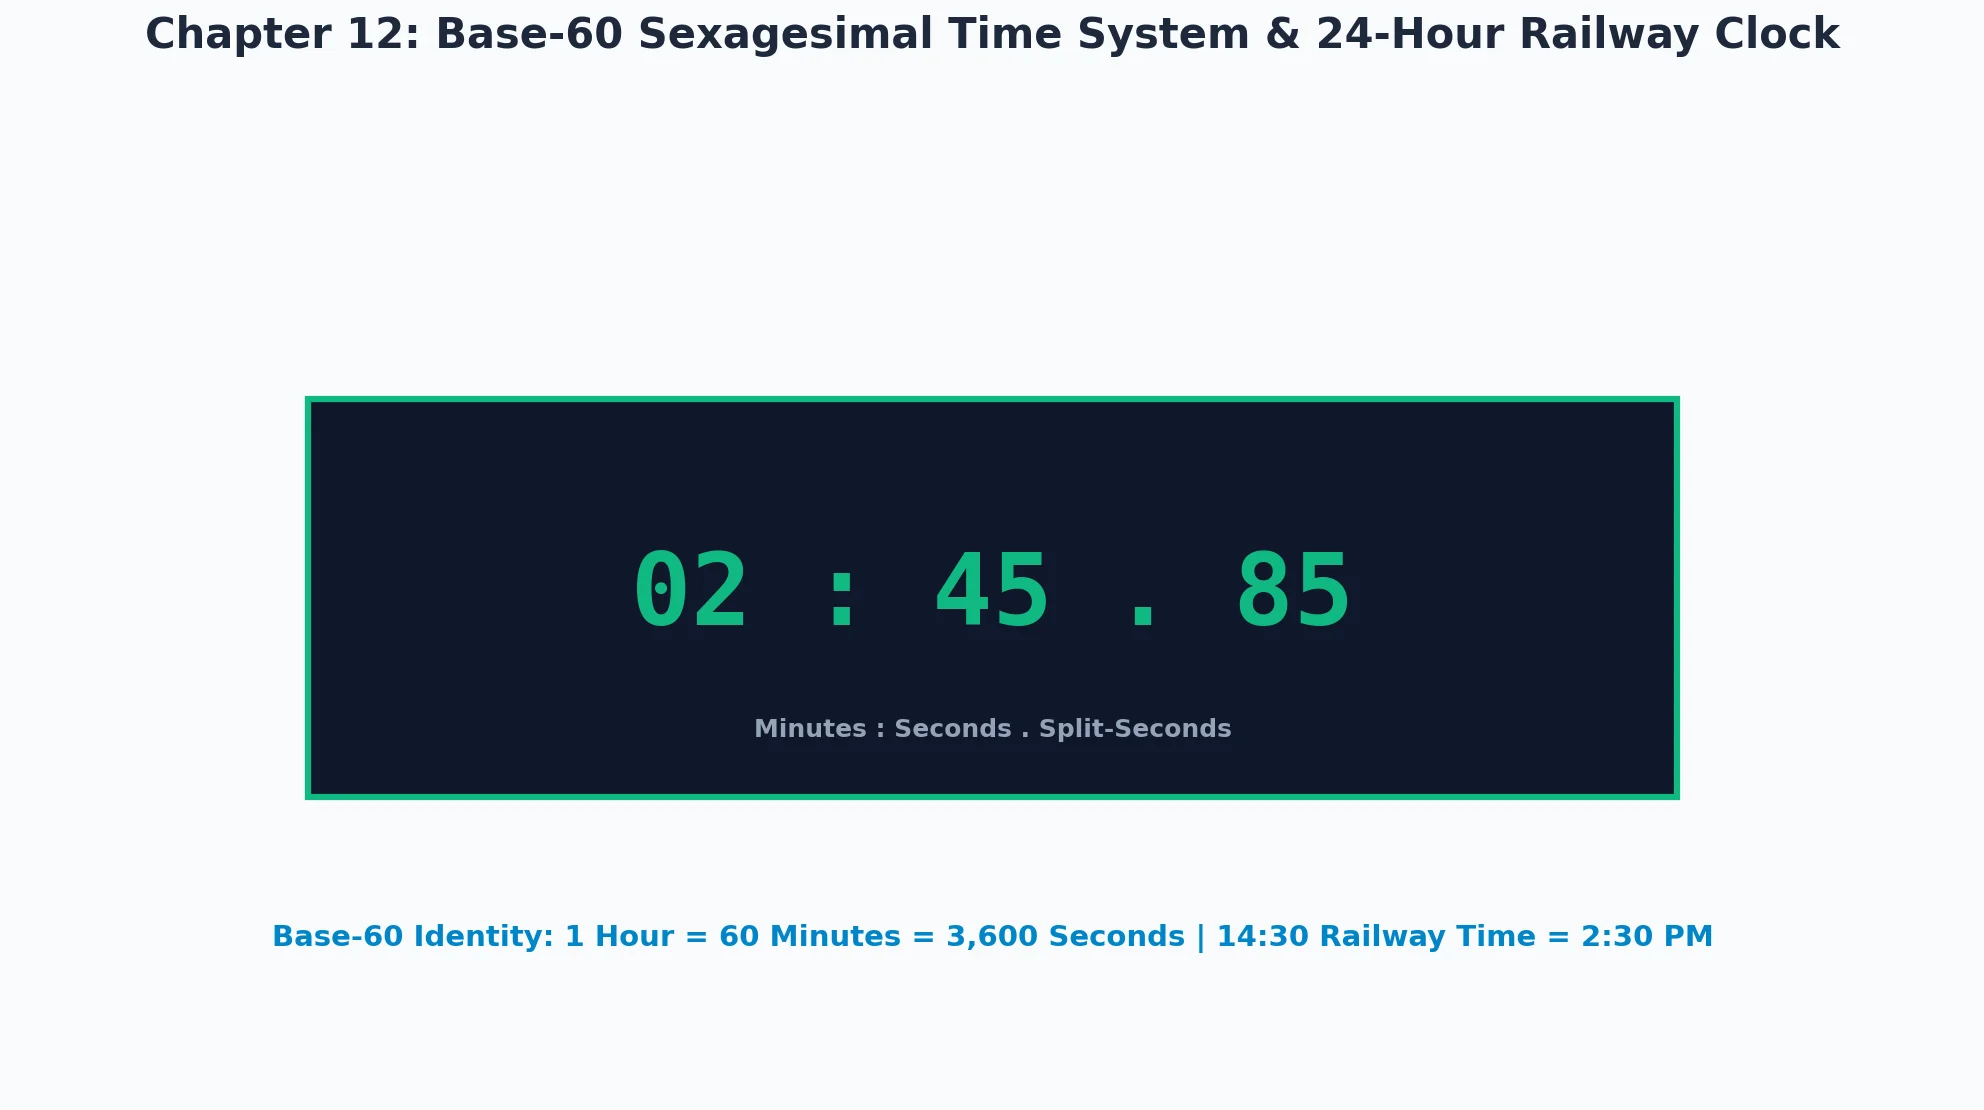 Chapter 12: Base-60 Sexagesimal Time System & 24-Hour Railway Clock
02 : 45 . 85
Minutes : Seconds . Split-Seconds
Base-60 Identity: 1 Hour = 60 Minutes = 3,600 Seconds | 14:30 Railway Time = 2:30 PM